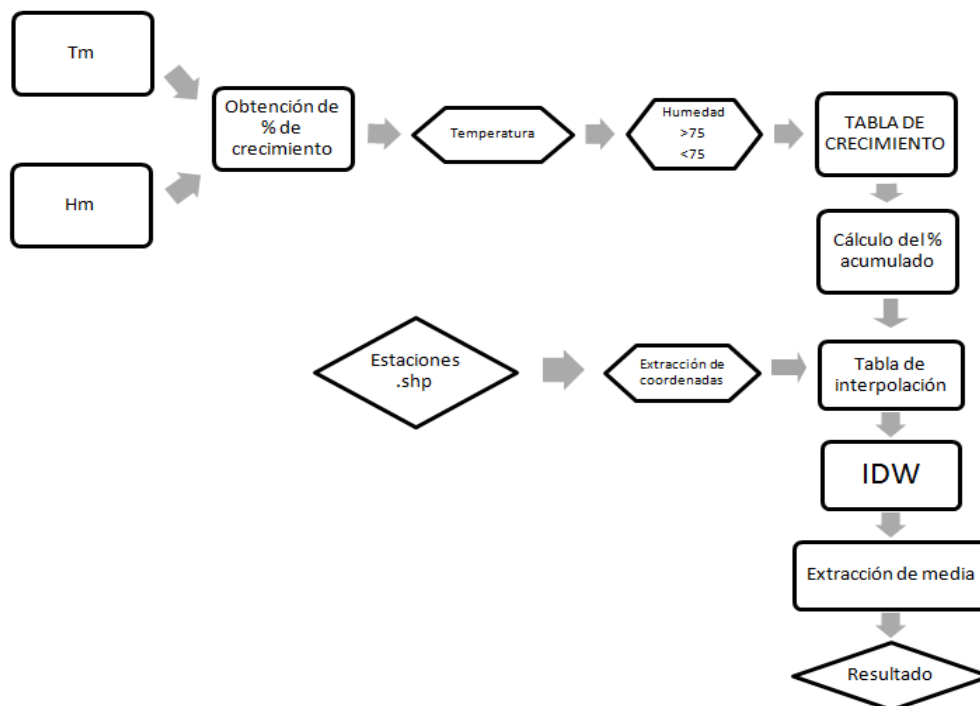 Tm
Hm
Obtención de
% de
crecimiento
Temperatura
Humedad
>75
<75
TABLA DE
CRECIMIENTO
Cálculo del %
acumulado
Estaciones
.shp
Extracción de
coordenadas
Tabla de
interpolación
IDW
Extracción de media
Resultado